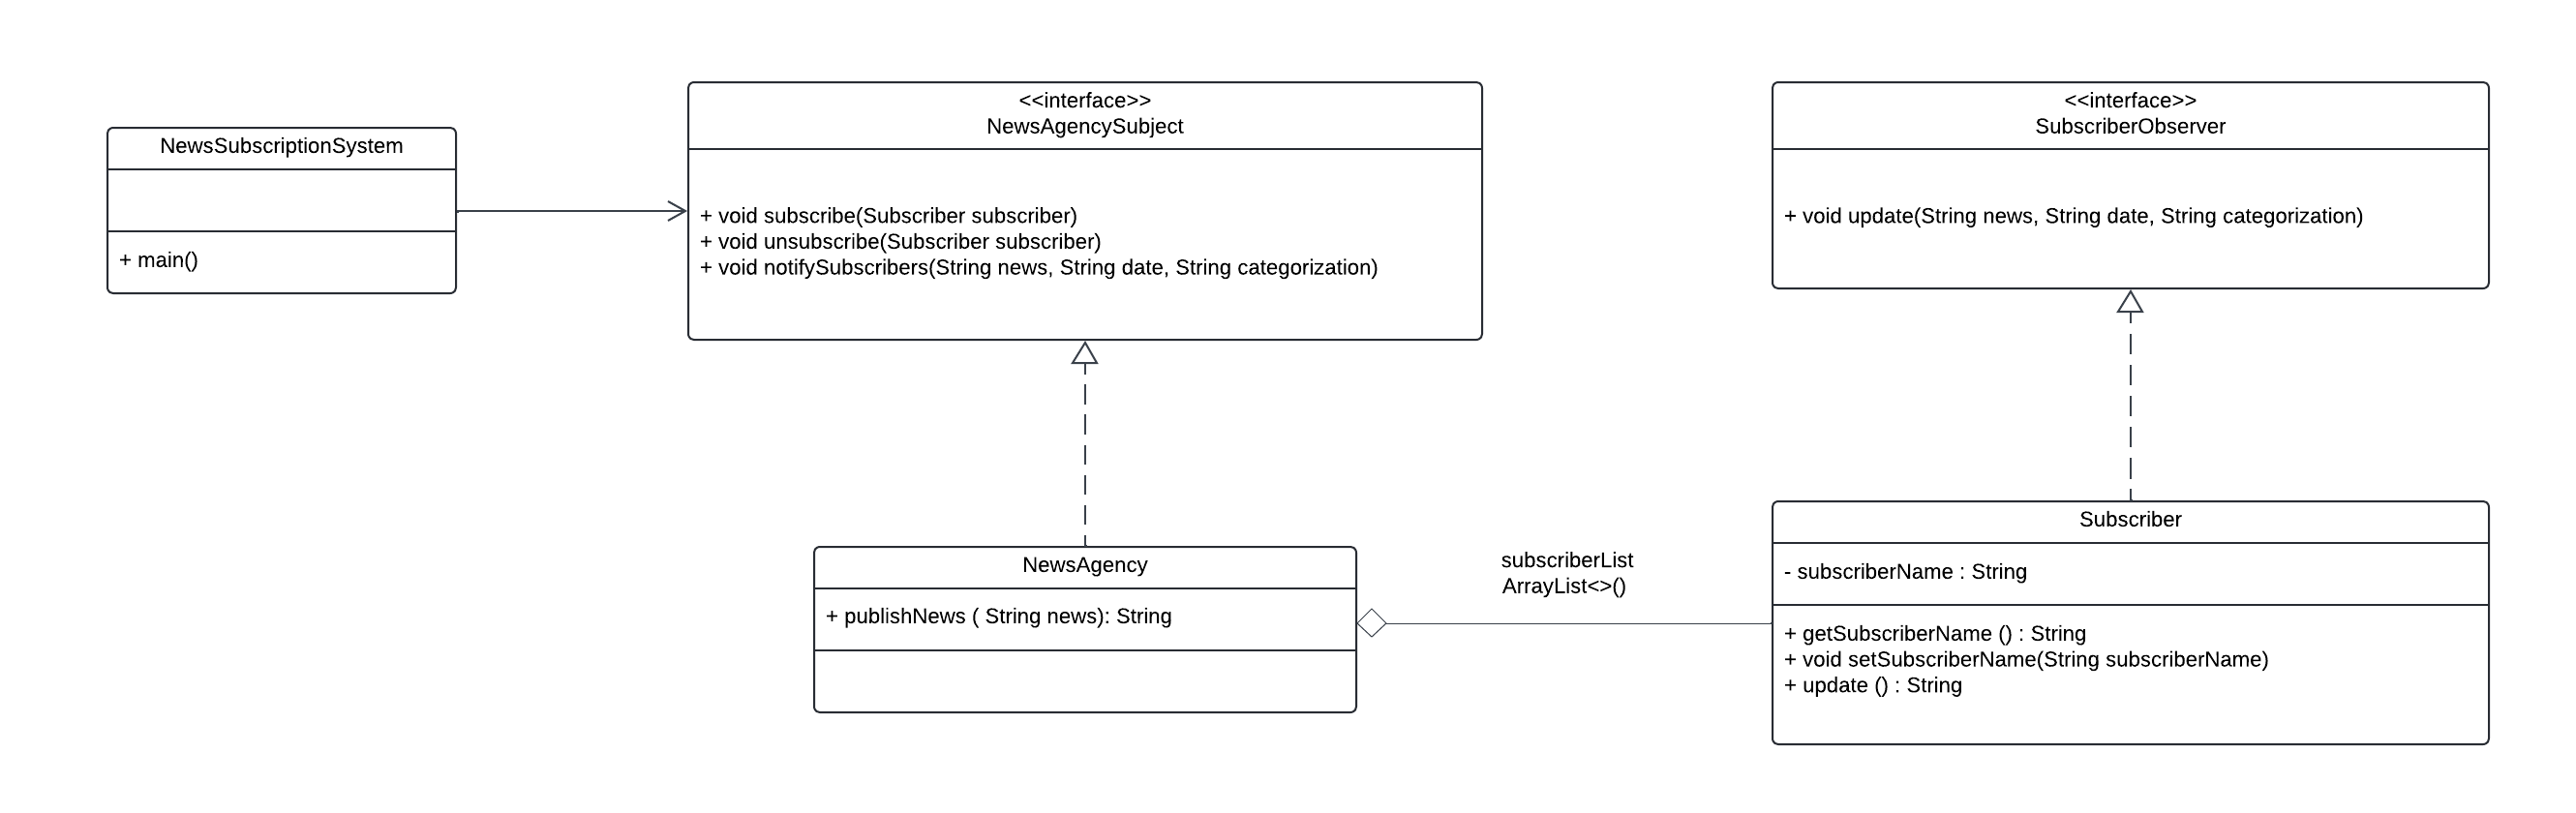 NewsSubscriptionSystem
+ main()
<<interface>>
NewsAgencySubject
+ void subscribe(Subscriber subscriber)
+ void unsubscribe(Subscriber subscriber)
+ void notifySubscribers(String news, String date, String categorization)
<<interface>>
SubscriberObserver
+ void update(String news, String date, String categorization)
NewsAgency
+ publishNews ( String news): String
subscriberList
ArrayList<>()
Subscriber
- subscriberName : String
+ getSubscriberName () : String
+ void setSubscriberName(String subscriberName)
+ update () : String